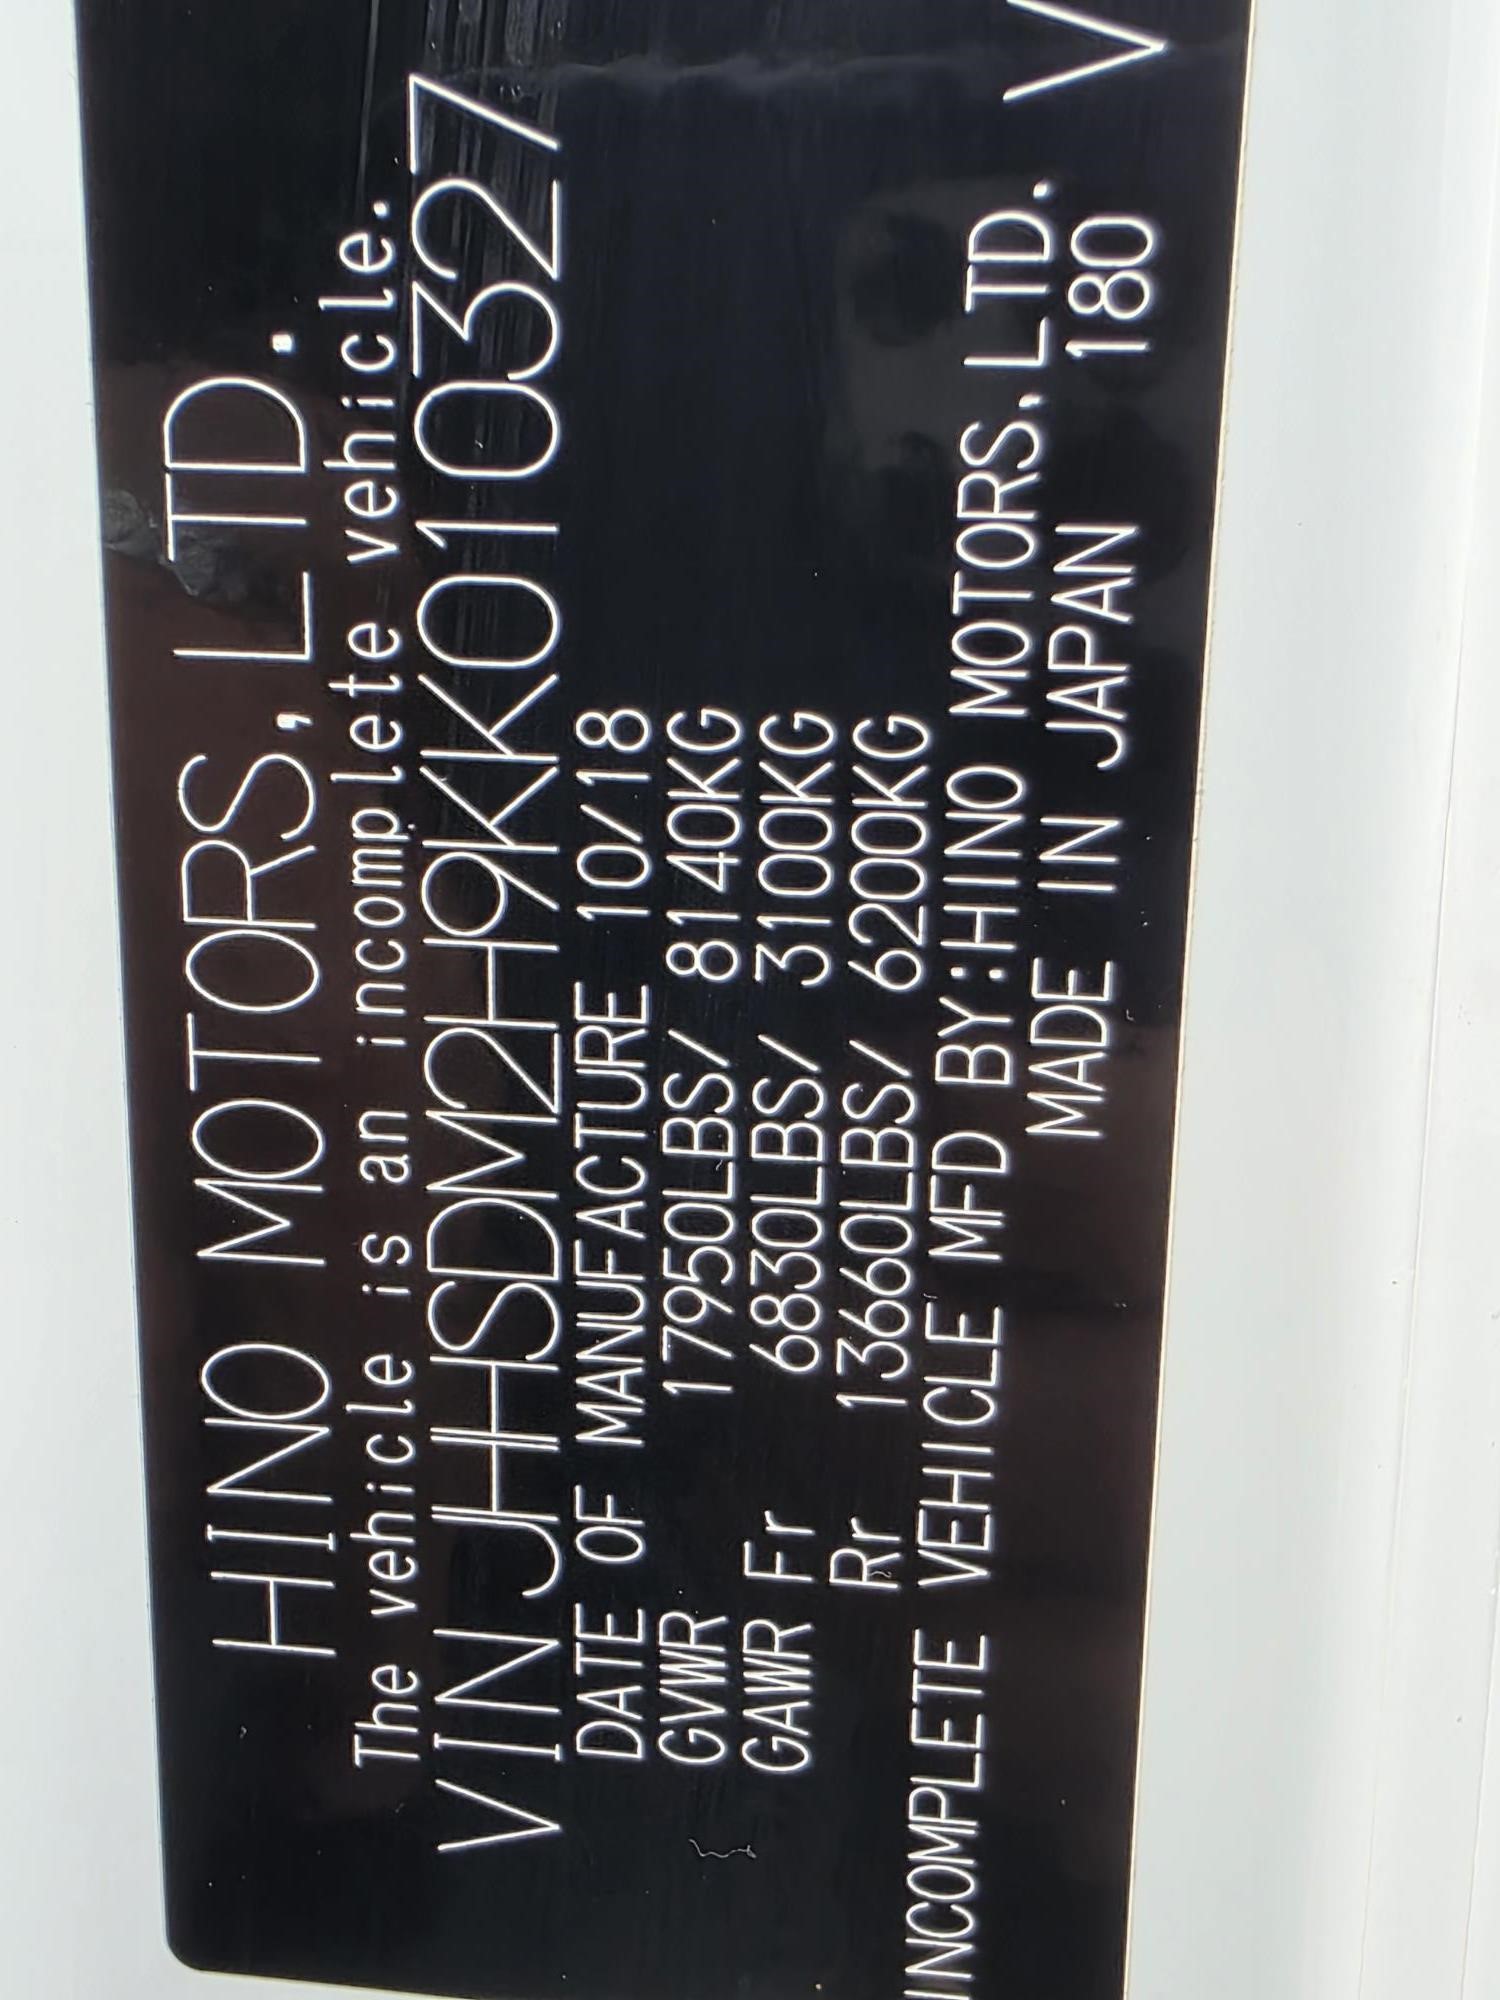 HINO MOTORS, LTD.
The vehicle is an incomplete vehicle.
VIN JHHSDM2H9KK010327
DATE OF MANUFACTURE 10/18
GVWR 17950LBS/ 8140KG
GAWR Fr 6830LBS/ 3100KG
Rr 13660LBS/ 6200KG
INCOMPLETE VEHICLE MFD BY:HINO MOTORS, LTD.
MADE IN JAPAN 180 V